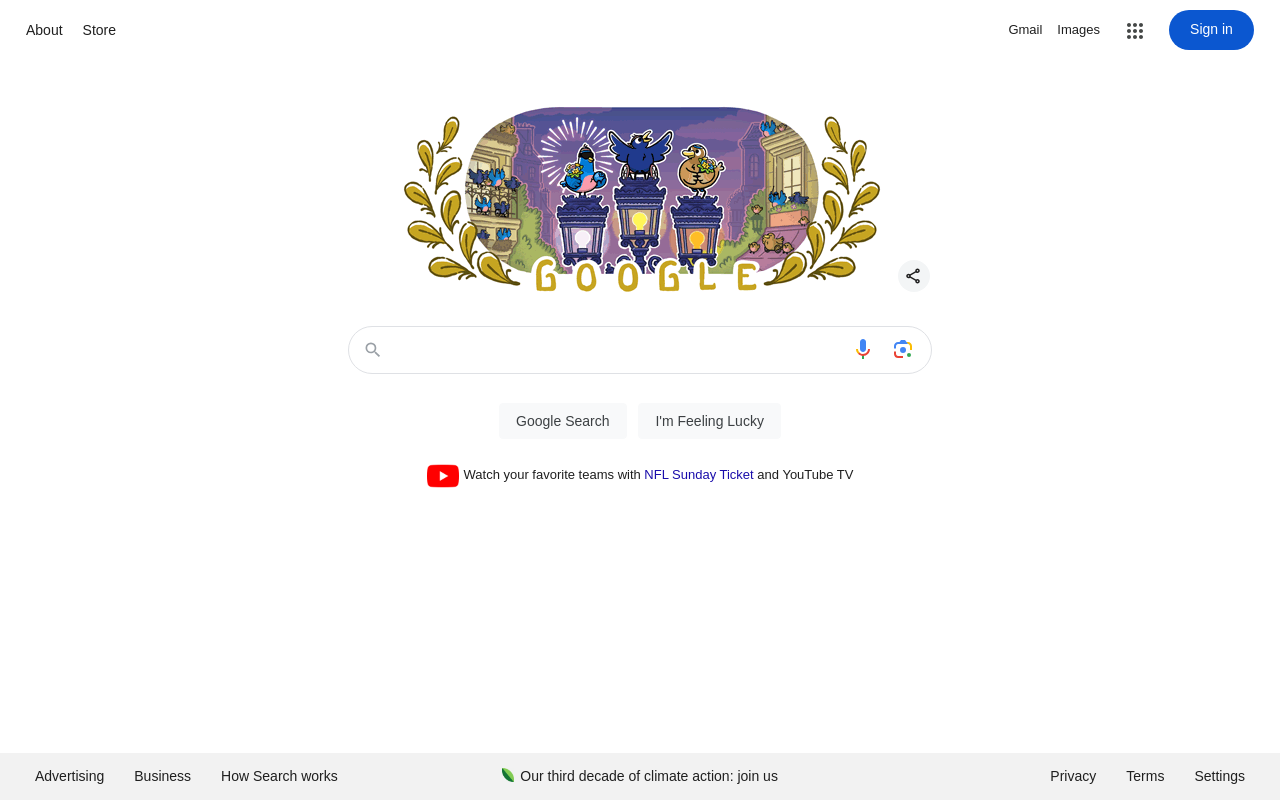 About Store Gmail Images Sign in
GOOGLE
Google Search I'm Feeling Lucky
Watch your favorite teams with NFL Sunday Ticket and YouTube TV
Advertising Business How Search works Our third decade of climate action: join us Privacy Terms Settings